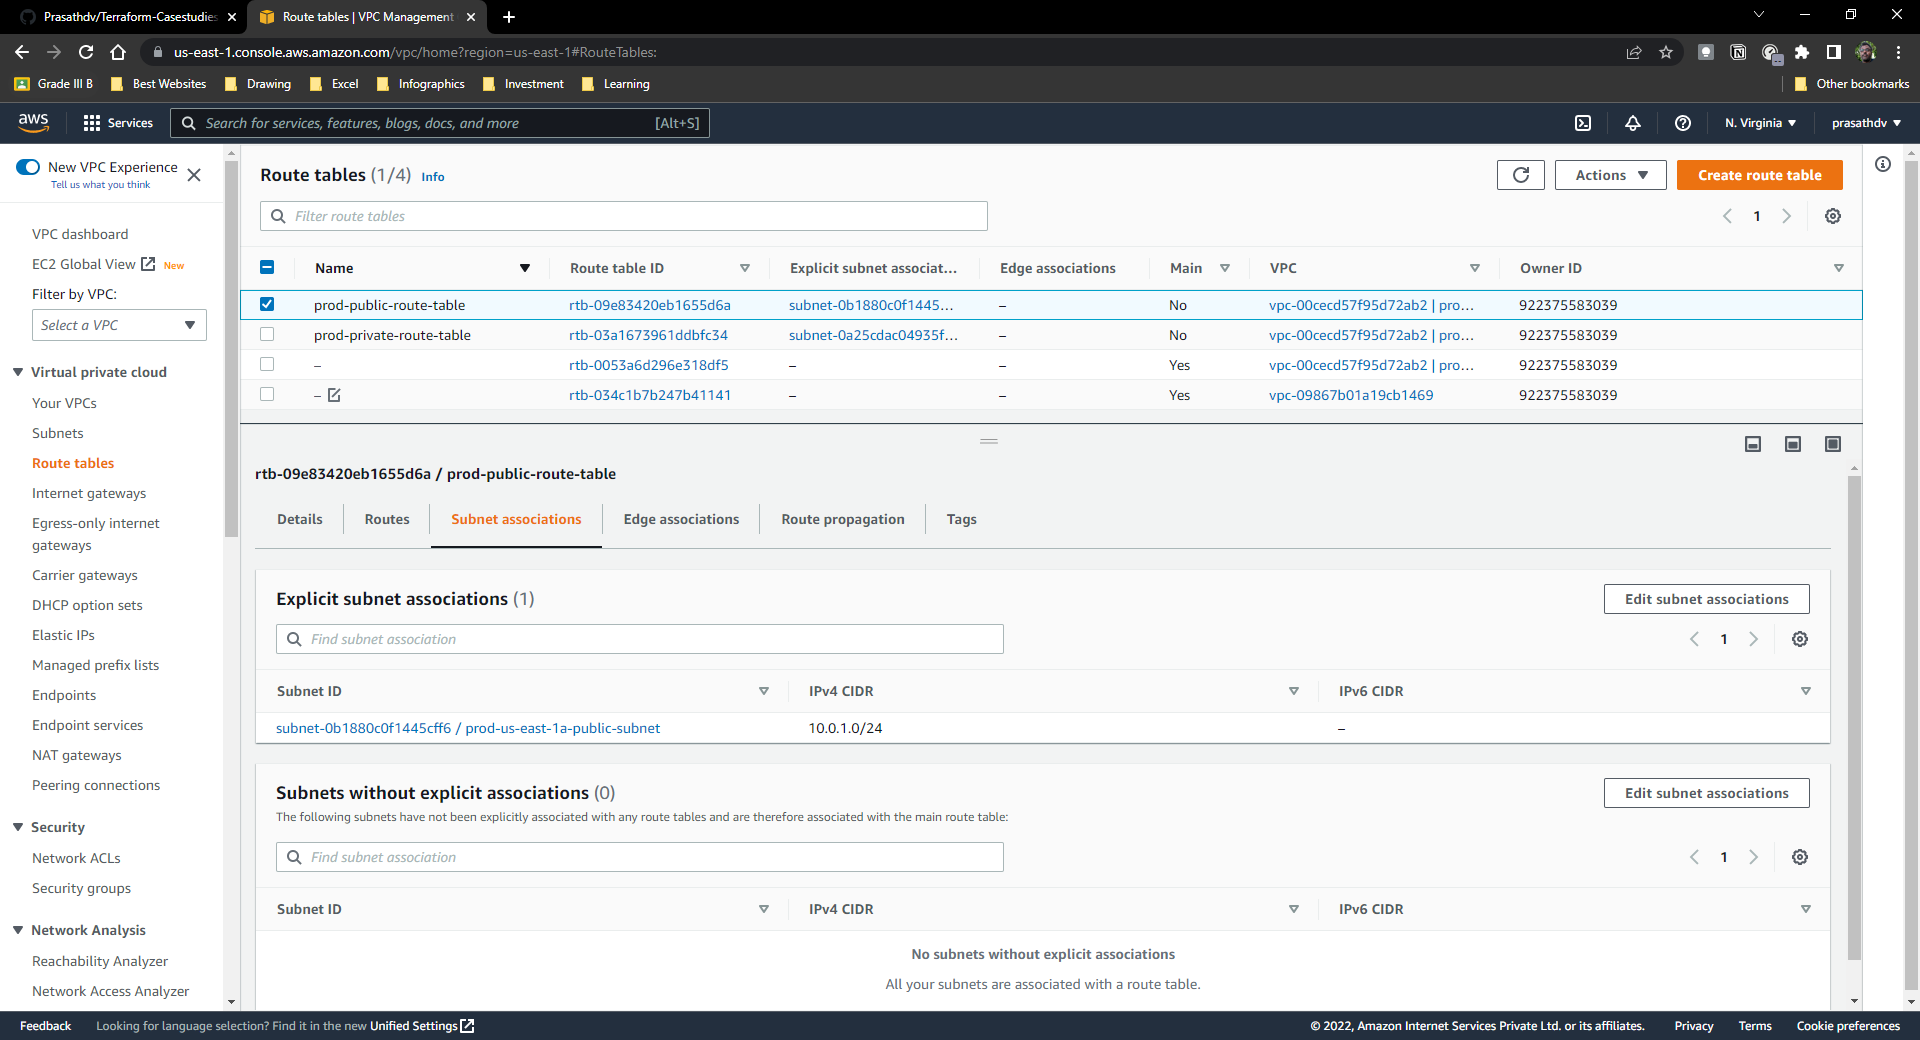 Prasathdv/Terraform-Casestudies
Route tables | VPC Management
us-east-1.console.aws.amazon.com/vpc/home?region=us-east-1#RouteTables:
Grade III B Best Websites Drawing Excel Infographics Investment Learning Other bookmarks
aws Services Search for services, features, blogs, docs, and more [Alt+S] N. Virginia prasathdv
New VPC Experience
Tell us what you think
VPC dashboard
EC2 Global View New
Filter by VPC:
Select a VPC
Virtual private cloud
Your VPCs
Subnets
Route tables
Internet gateways
Egress-only internet
gateways
Carrier gateways
DHCP option sets
Elastic IPs
Managed prefix lists
Endpoints
Endpoint services
NAT gateways
Peering connections
Security
Network ACLs
Security groups
Network Analysis
Reachability Analyzer
Network Access Analyzer
Route tables (1/4) Info Actions Create route table
Filter route tables 1
Name Route table ID Explicit subnet associat... Edge associations Main VPC Owner ID
prod-public-route-table rtb-09e83420eb1655d6a subnet-0b1880c0f1445... – No vpc-00cecd57f95d72ab2 | pro... 922375583039
prod-private-route-table rtb-03a1673961ddbfc34 subnet-0a25cdac04935f... – No vpc-00cecd57f95d72ab2 | pro... 922375583039
– rtb-0053a6d296e318df5 – – Yes vpc-00cecd57f95d72ab2 | pro... 922375583039
– rtb-034c1b7b247b41141 – – Yes vpc-09867b01a19cb1469 922375583039
rtb-09e83420eb1655d6a / prod-public-route-table
Details Routes Subnet associations Edge associations Route propagation Tags
Explicit subnet associations (1) Edit subnet associations
Find subnet association 1
Subnet ID IPv4 CIDR IPv6 CIDR
subnet-0b1880c0f1445cff6 / prod-us-east-1a-public-subnet 10.0.1.0/24 –
Subnets without explicit associations (0) Edit subnet associations
The following subnets have not been explicitly associated with any route tables and are therefore associated with the main route table:
Find subnet association 1
Subnet ID IPv4 CIDR IPv6 CIDR
No subnets without explicit associations
All your subnets are associated with a route table.
Feedback Looking for language selection? Find it in the new Unified Settings © 2022, Amazon Internet Services Private Ltd. or its affiliates. Privacy Terms Cookie preferences